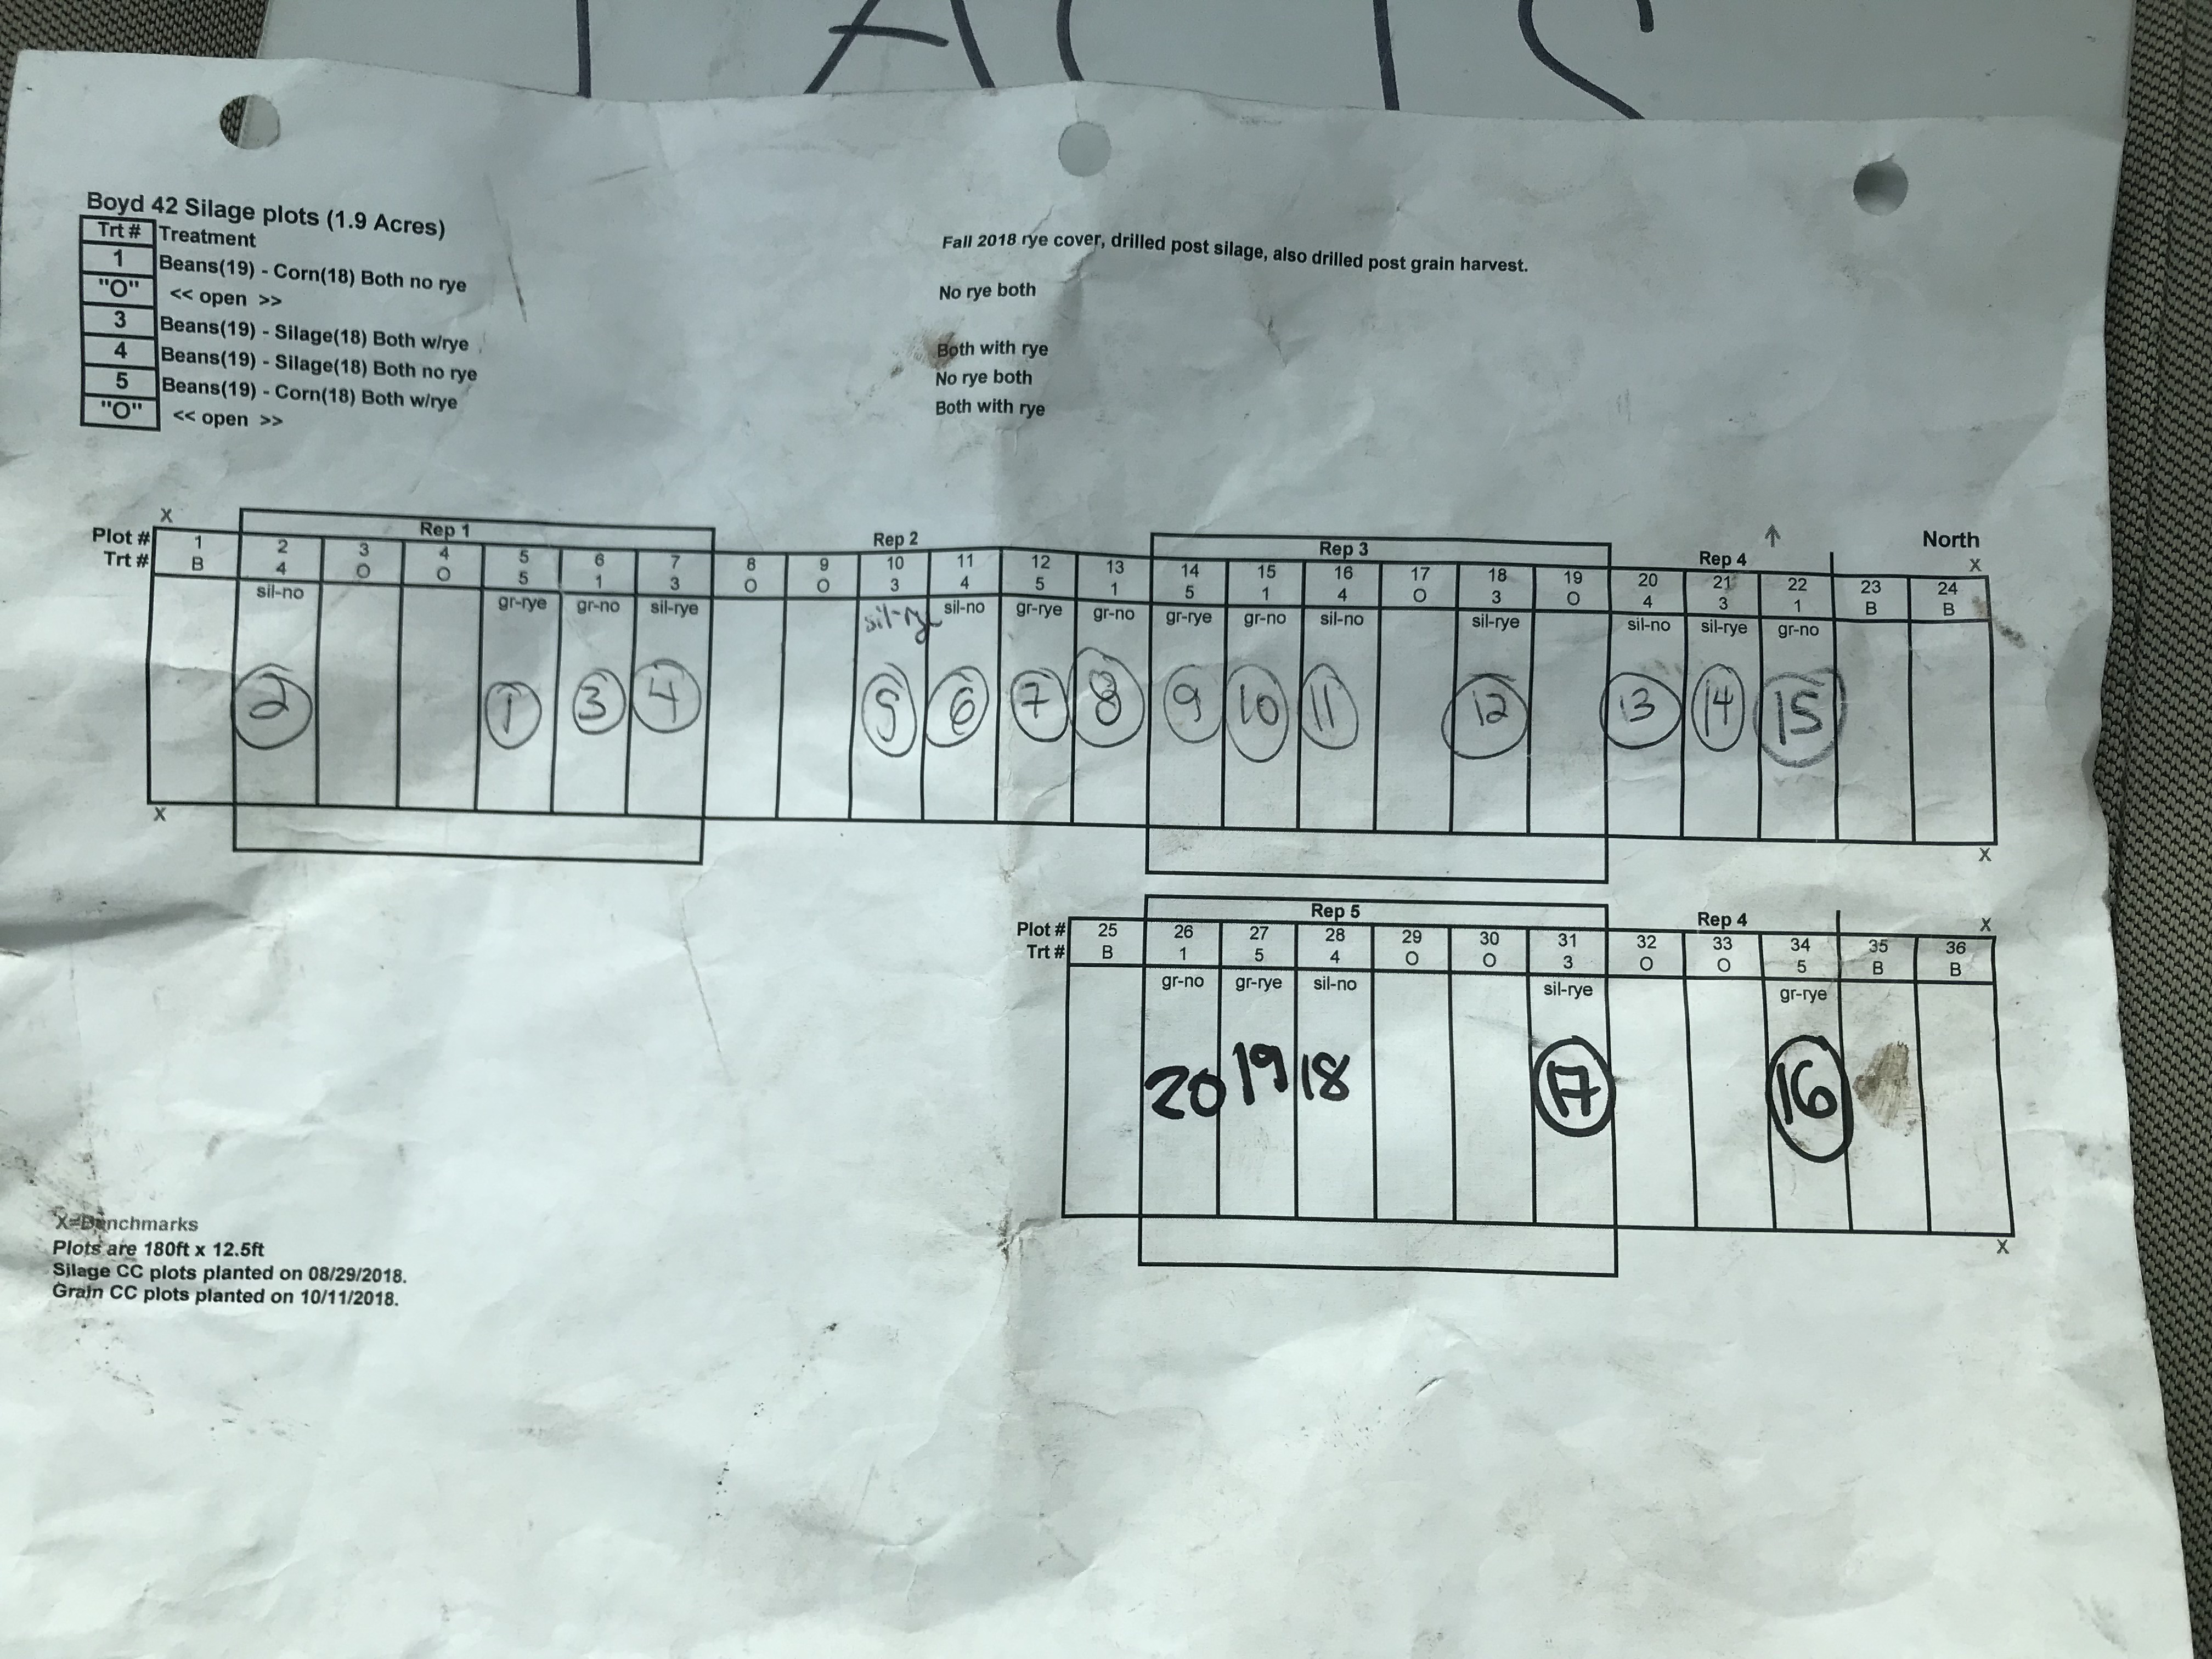 Boyd 42 Silage plots (1.9 Acres)
Trt # Treatment
1 Beans(19) - Corn(18) Both no rye
"O" << open >>
3 Beans(19) - Silage(18) Both w/rye
4 Beans(19) - Silage(18) Both no rye
5 Beans(19) - Corn(18) Both w/rye
"O" << open >>
Fall 2018 rye cover, drilled post silage, also drilled post grain harvest.
No rye both
Both with rye
No rye both
Both with rye
X Rep 1 Rep 2 Rep 3 Rep 4 North X
Plot # 1 2 3 4 5 6 7 8 9 10 11 12 13 14 15 16 17 18 19 20 21 22 23 24
Trt # B 4 O O 5 1 3 O O 3 4 5 1 5 1 4 O 3 O 4 3 1 B B
sil-no gr-rye gr-no sil-rye sil-rye sil-no gr-rye gr-no gr-rye gr-no sil-no sil-rye sil-no sil-rye gr-no
2 1 3 4 5 6 7 8 9 10 11 12 13 14 15
X X
Rep 5 Rep 4 X
Plot # 25 26 27 28 29 30 31 32 33 34 35 36
Trt # B 1 5 4 O O 3 O O 5 B B
gr-no gr-rye sil-no sil-rye gr-rye
20 19 18 17 16
X
X=Benchmarks
Plots are 180ft x 12.5ft
Silage CC plots planted on 08/29/2018.
Grain CC plots planted on 10/11/2018.